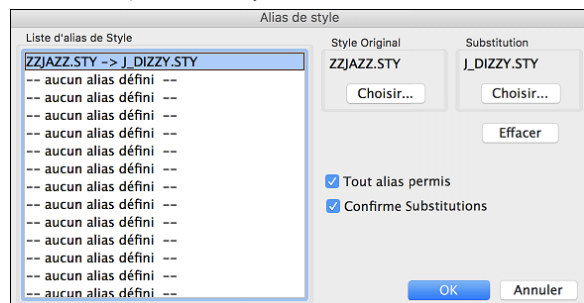 Alias de style
Liste d'alias de Style
ZZJAZZ.STY -> J_DIZZY.STY
-- aucun alias défini --
-- aucun alias défini --
-- aucun alias défini --
-- aucun alias défini --
-- aucun alias défini --
-- aucun alias défini --
-- aucun alias défini --
-- aucun alias défini --
-- aucun alias défini --
-- aucun alias défini --
-- aucun alias défini --
-- aucun alias défini --
-- aucun alias défini --
Style Original
ZZJAZZ.STY
Choisir...
Substitution
J_DIZZY.STY
Choisir...
Effacer
Tout alias permis
Confirme Substitutions
OK
Annuler